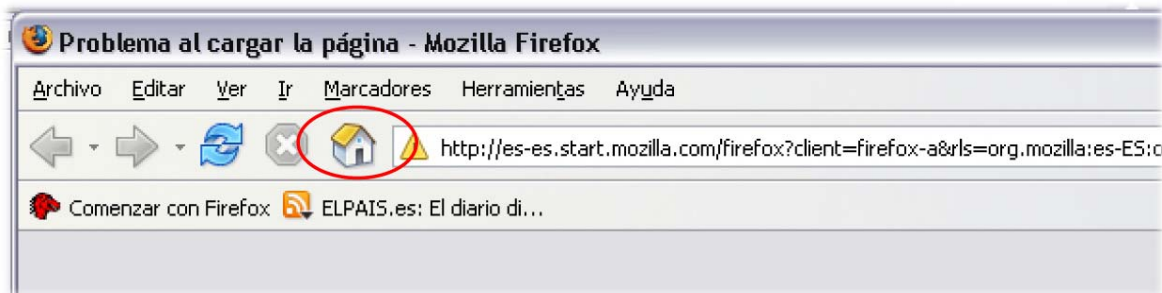 Problema al cargar la página - Mozilla Firefox
Archivo Editar Ver Ir Marcadores Herramientas Ayuda
http://es-es.start.mozilla.com/firefox?client=firefox-a&rls=org.mozilla:es-ES:
Comenzar con Firefox ELPAIS.es: El diario di...